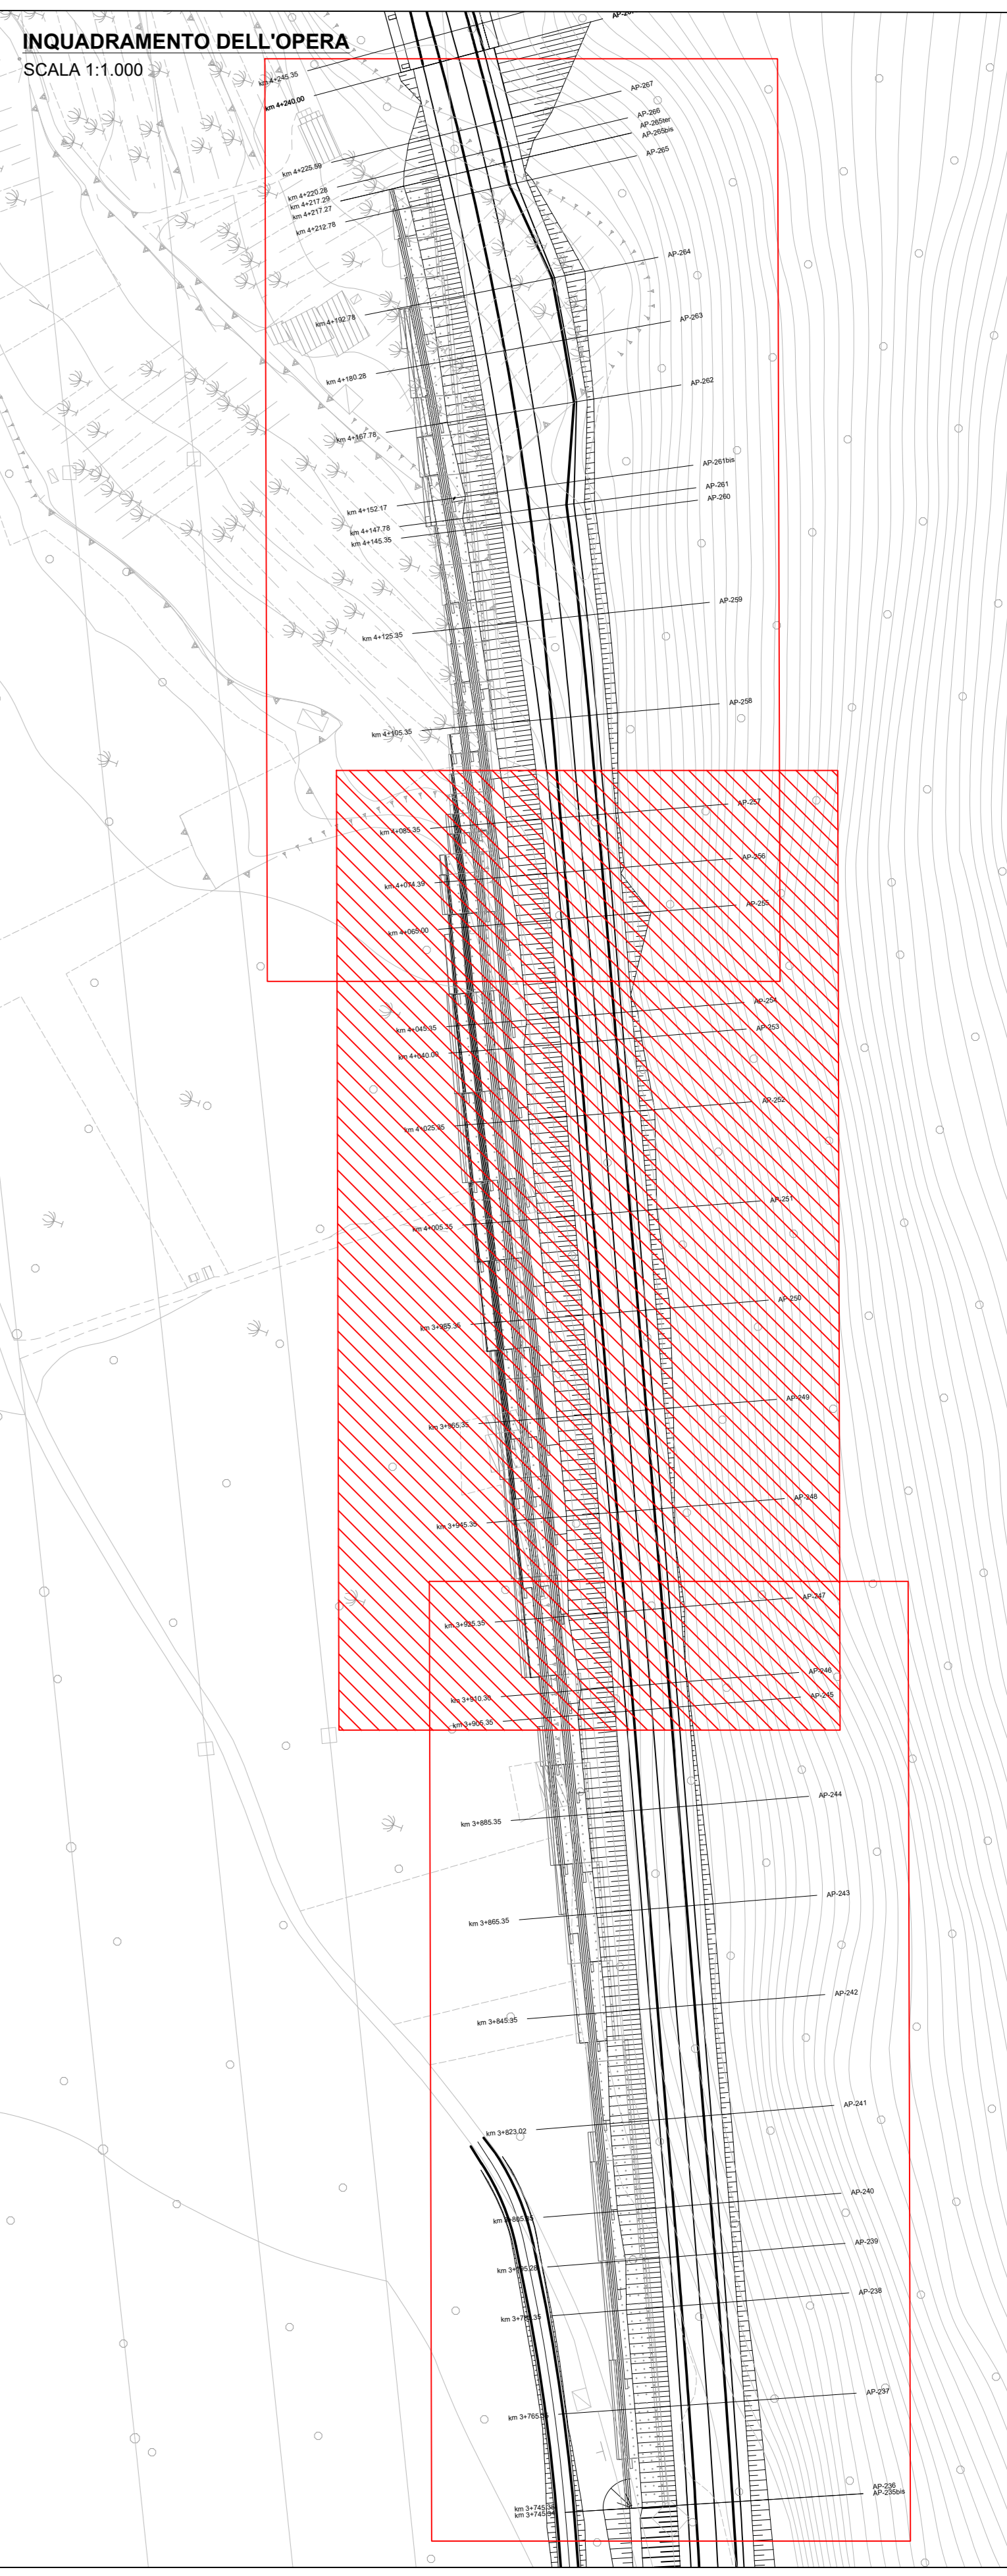 INQUADRAMENTO DELL'OPERA
SCALA 1:1.000
km 4+245.35
km 4+240.00
AP-267
km 4+225.59
AP-266
km 4+220.28
AP-265ter
km 4+217.29
AP-265bis
km 4+217.27
AP-265
km 4+212.78
AP-264
km 4+192.78
AP-263
km 4+180.28
AP-262
km 4+167.78
AP-261bis
km 4+152.17
AP-261
km 4+147.78
AP-260
km 4+145.35
AP-259
km 4+125.35
AP-258
km 4+105.35
AP-257
km 4+085.35
AP-256
km 4+074.39
AP-255
km 4+065.00
AP-254
km 4+045.35
AP-253
km 4+040.00
AP-252
km 4+025.35
AP-251
km 4+005.35
AP-250
km 3+985.35
AP-249
km 3+965.35
AP-248
km 3+945.35
AP-247
km 3+925.35
AP-246
km 3+910.30
AP-245
km 3+905.35
AP-244
km 3+885.35
AP-243
km 3+865.35
AP-242
km 3+845.35
AP-241
km 3+823.02
AP-240
km 3+805.35
AP-239
AP-238
AP-237
km 3+765.35
AP-236
AP-235bis